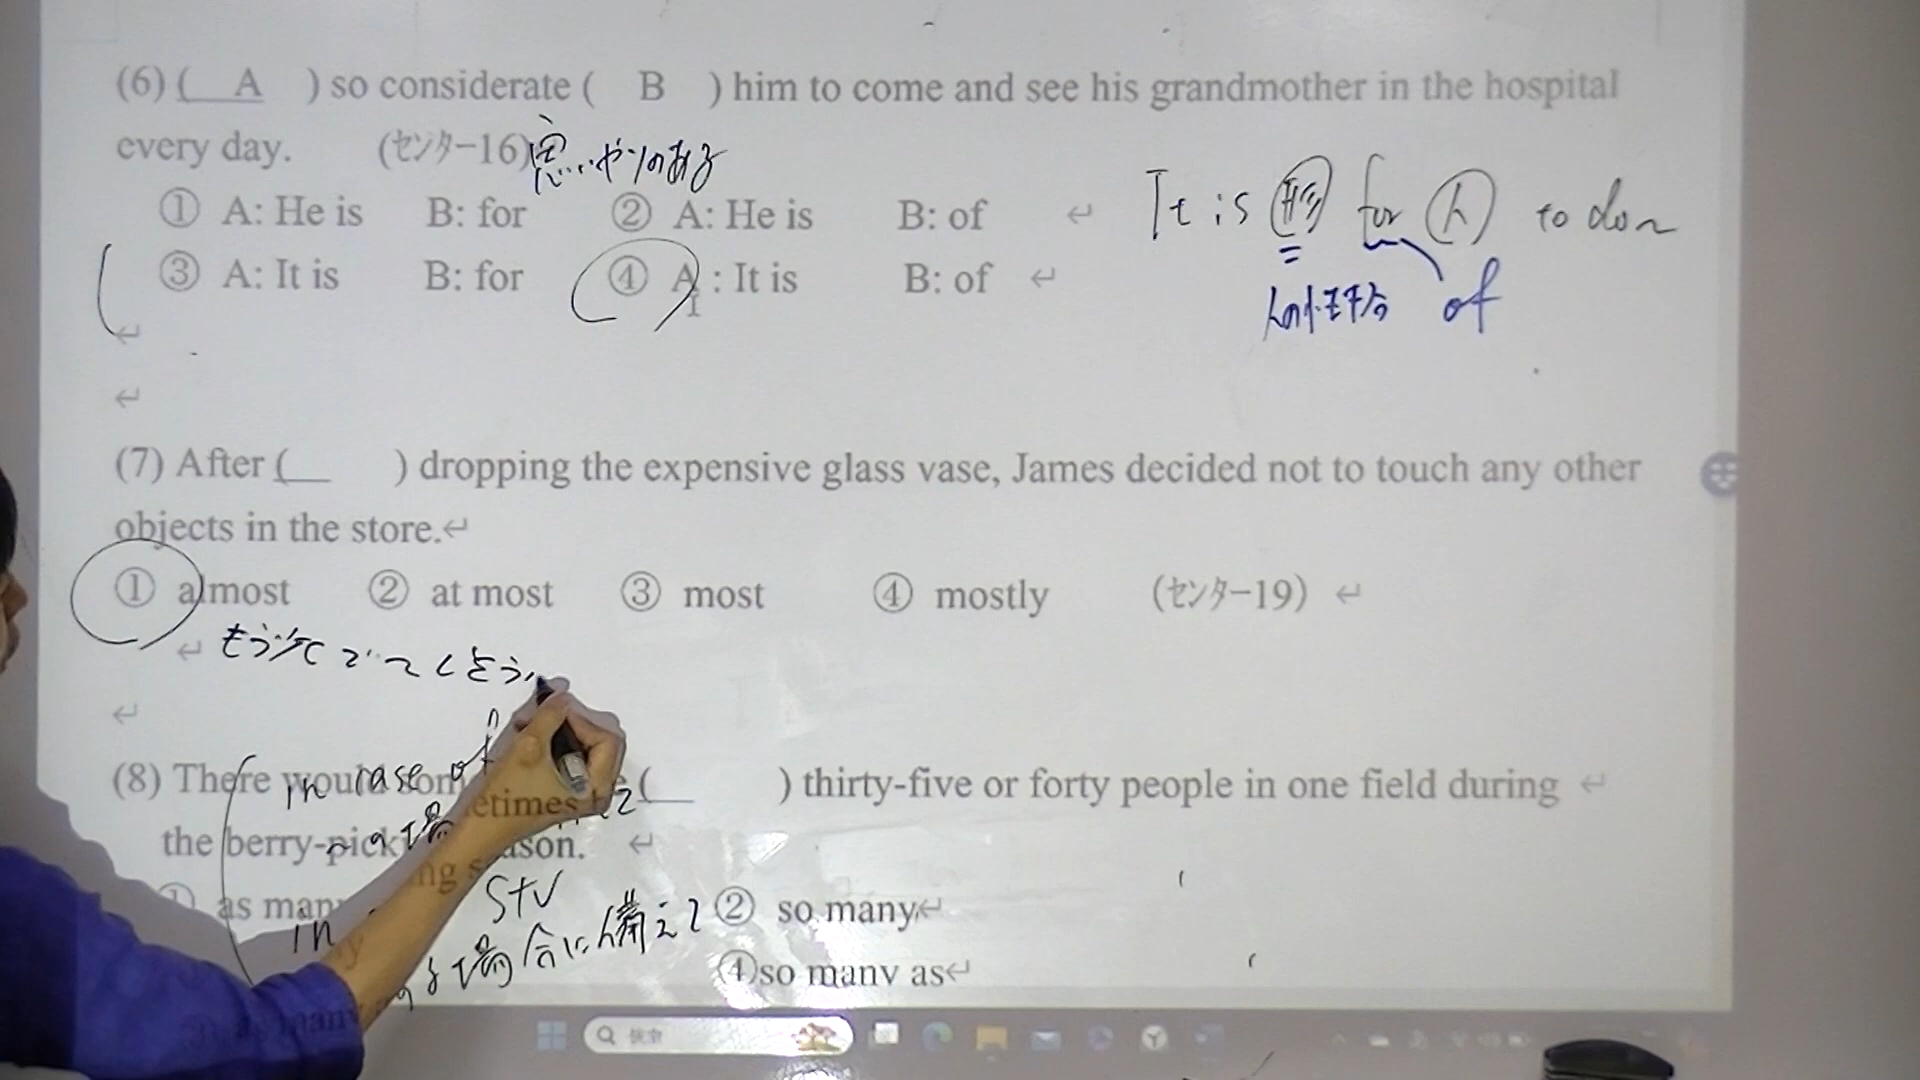 (6) ( A ) so considerate ( B ) him to come and see his grandmother in the hospital
every day. (センター16)
思いやりのある
① A: He is B: for ② A: He is B: of
③ A: It is B: for ④ A : It is B: of
It is 形 for 人 to do~
人の性格 of
(7) After ( ) dropping the expensive glass vase, James decided not to touch any other
objects in the store.
① almost ② at most ③ most ④ mostly (センター19)
もう少しで~しそう
(8) There would sometimes ( ) thirty-five or forty people in one field during
the berry-picking season.
in case of
S+V
場合に備えて
① as many ② so many
③ as many ④ so many as
in